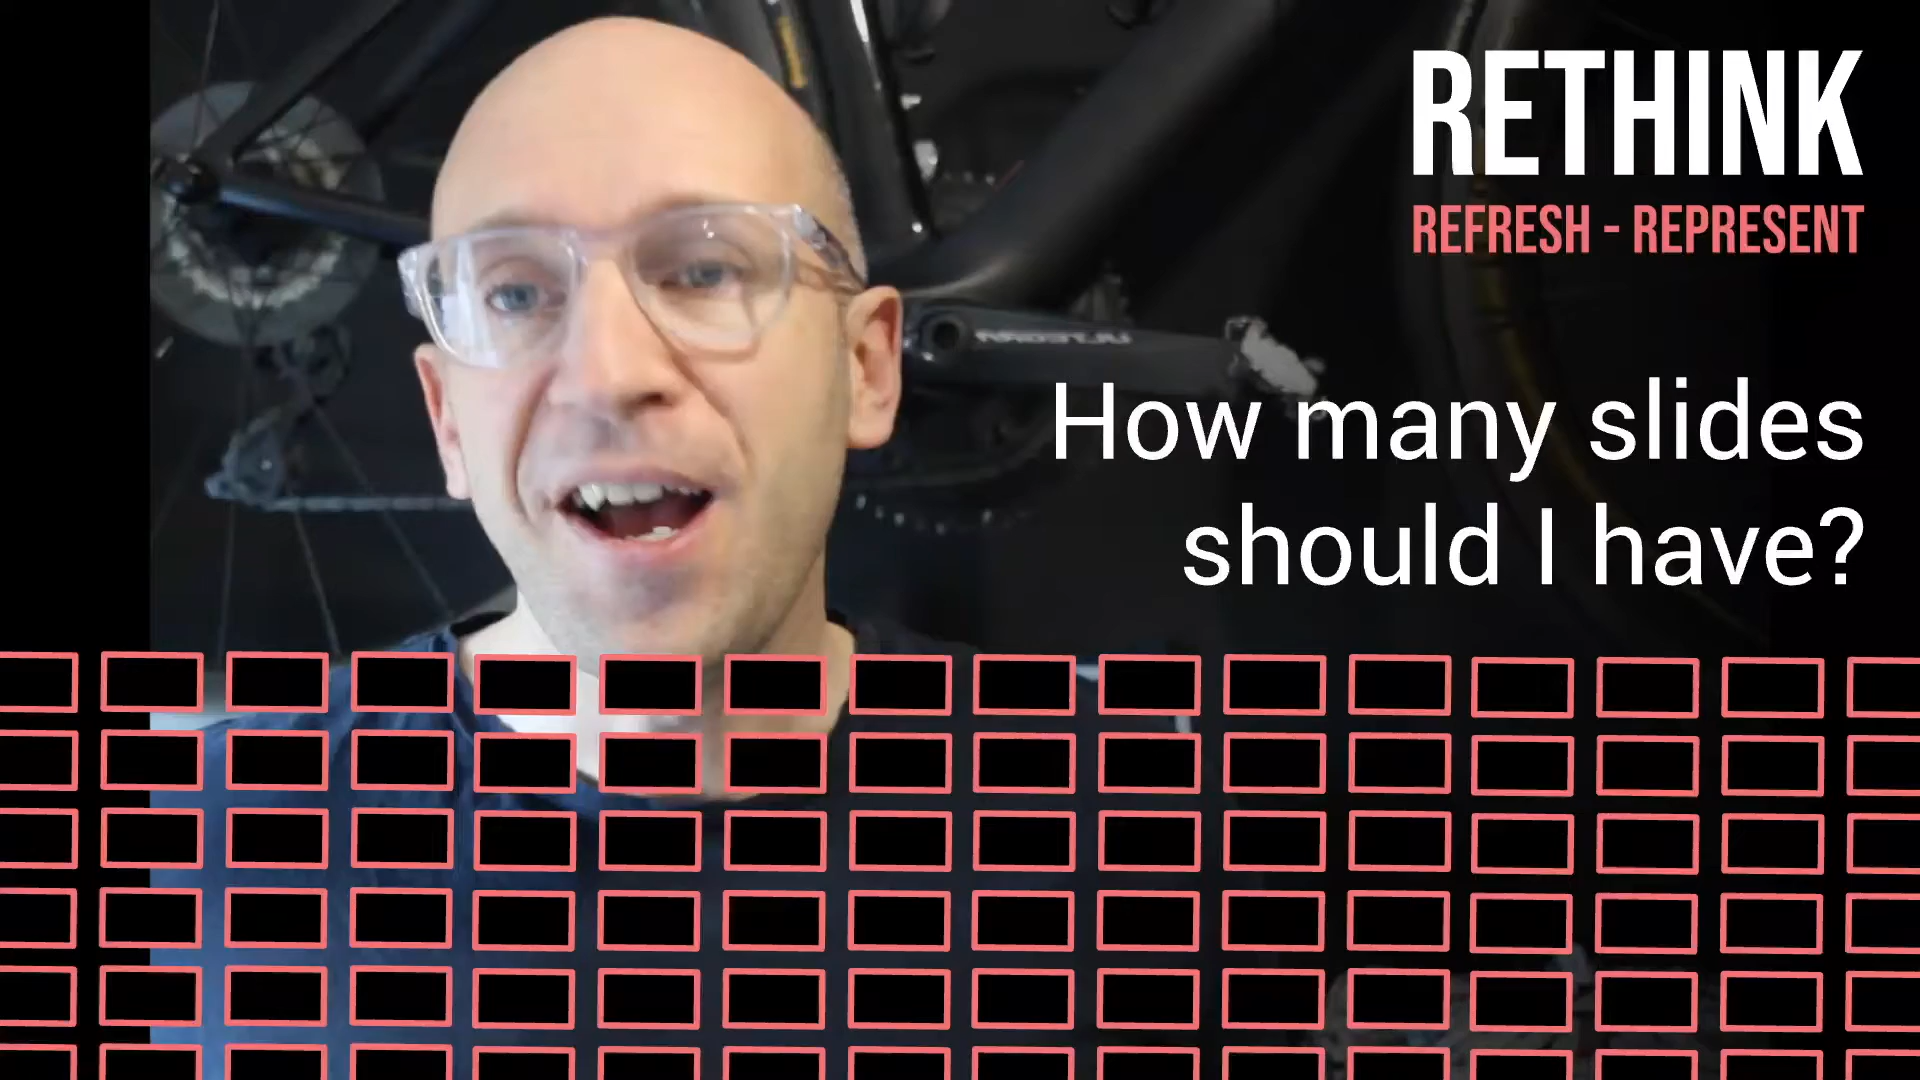 RETHINK
REFRESH - REPRESENT
How many slides
should I have?